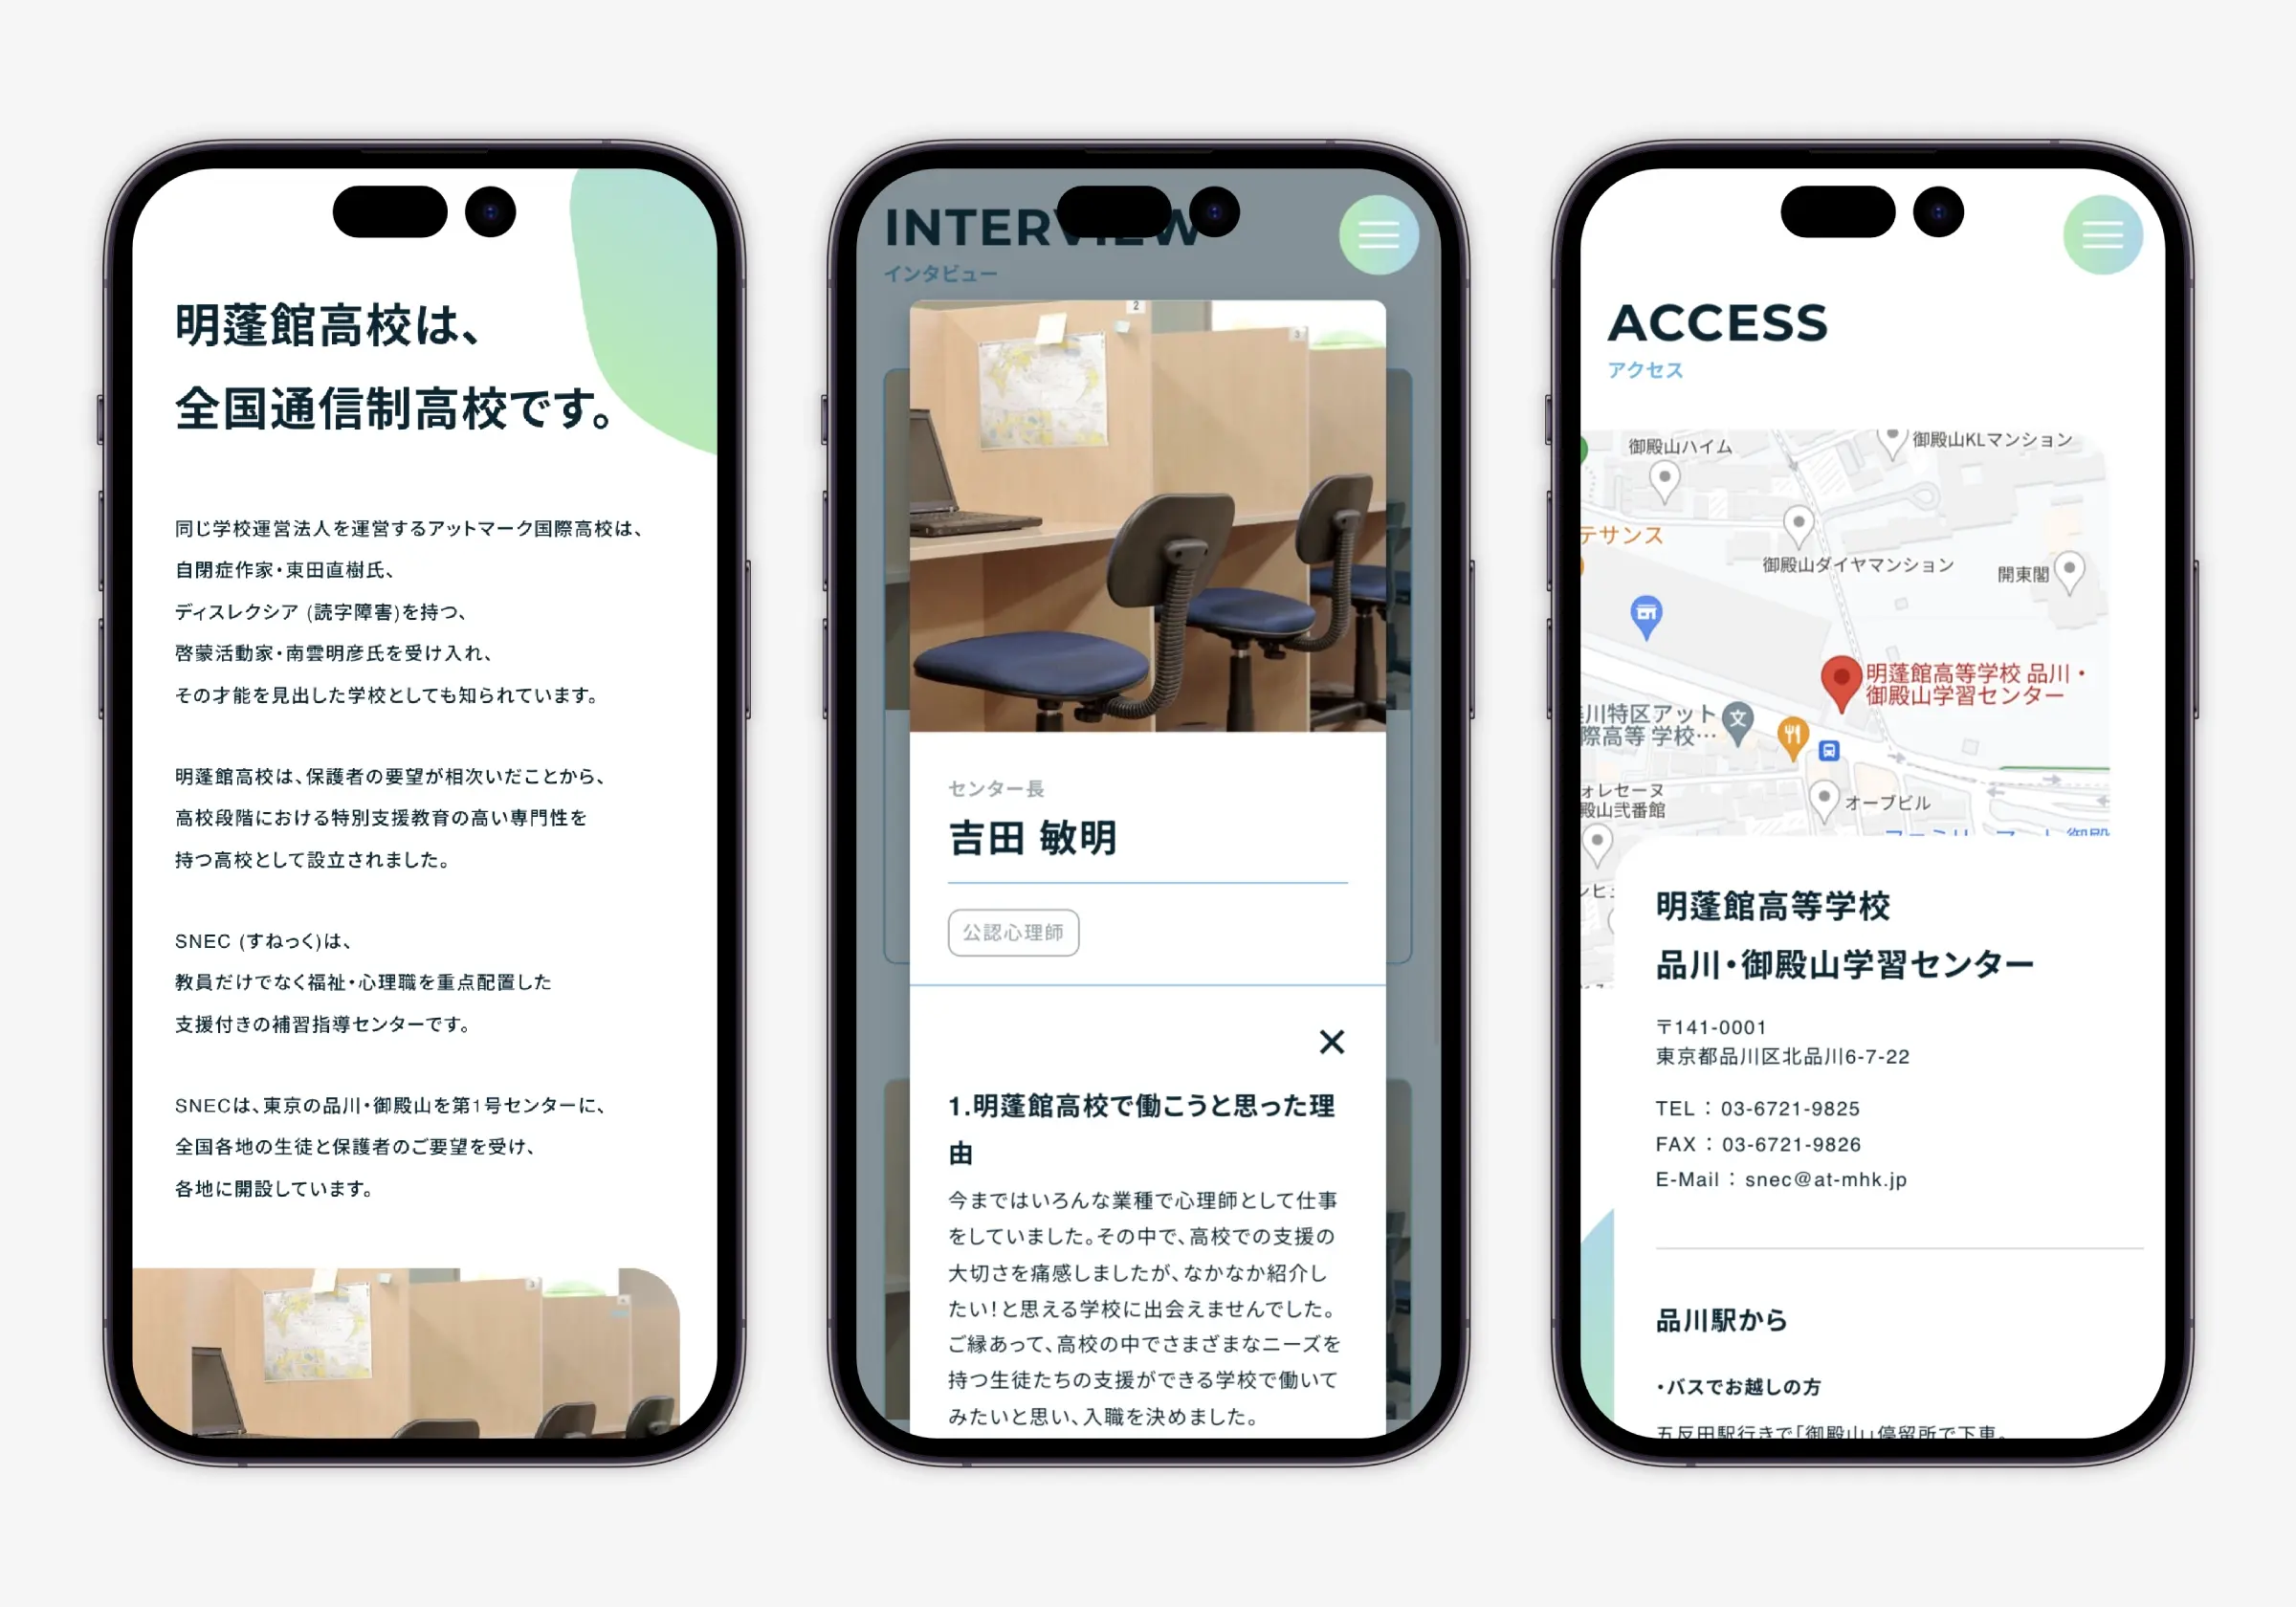 明蓬館高校は、
全国通信制高校です。
同じ学校運営法人を運営するアットマーク国際高校は、
自閉症作家・東田直樹氏、
ディスレクシア (読字障害)を持つ、
啓蒙活動家・南雲明彦氏を受け入れ、
その才能を見出した学校としても知られています。
明蓬館高校は、保護者の要望が相次いだことから、
高校段階における特別支援教育の高い専門性を
持つ高校として設立されました。
SNEC (すねっく)は、
教員だけでなく福祉・心理職を重点配置した
支援付きの補習指導センターです。
SNECは、東京の品川・御殿山を第1号センターに、
全国各地の生徒と保護者のご要望を受け、
各地に開設しています。
INTERVIEW
インタビュー
2
3
センター長
吉田 敏明
公認心理師
1.明蓬館高校で働こうと思った理
由
今まではいろんな業種で心理師として仕事
をしていました。その中で、高校での支援の
大切さを痛感しましたが、なかなか紹介し
たい！と思える学校に出会えませんでした。
ご縁あって、高校の中でさまざまなニーズを
持つ生徒たちの支援ができる学校で働いて
みたいと思い、入職を決めました。
ACCESS
アクセス
御殿山ハイム
御殿山KLマンション
テサンス
御殿山ダイヤマンション
開東閣
明蓬館高等学校 品川・
御殿山学習センター
川特区アット
際高等 学校…
文
ォレセーヌ
殿山弐番館
オーブビル
明蓬館高等学校
品川・御殿山学習センター
〒141-0001
東京都品川区北品川6-7-22
TEL：03-6721-9825
FAX：03-6721-9826
E-Mail：snec@at-mhk.jp
品川駅から
・バスでお越しの方
五反田駅行きで「御殿山」停留所で下車。